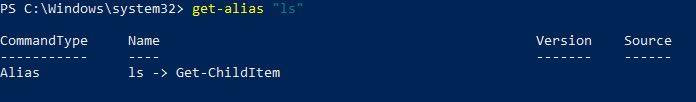 PS C:\Windows\system32> get-alias "ls"
CommandType     Name                                               Version    Source
-----------     ----                                               -------    ------
Alias           ls -> Get-ChildItem